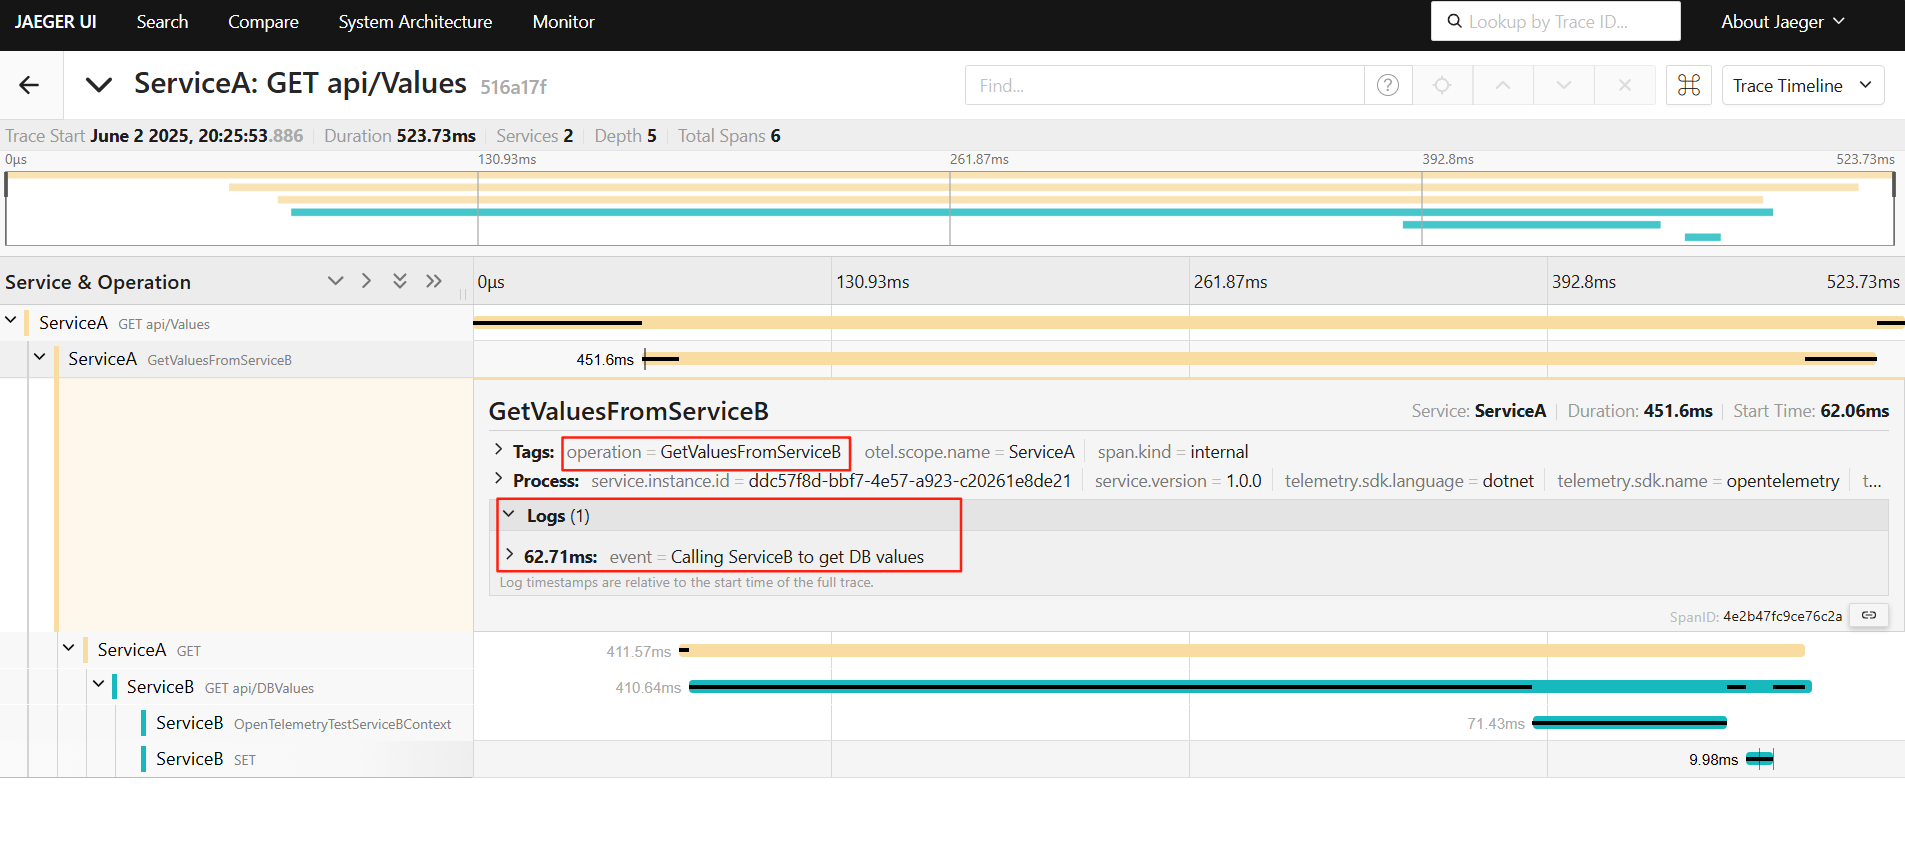 JAEGER UI Search Compare System Architecture Monitor Lookup by Trace ID... About Jaeger
ServiceA: GET api/Values 516a17f Find... Trace Timeline
Trace Start June 2 2025, 20:25:53.886 Duration 523.73ms Services 2 Depth 5 Total Spans 6
0μs 130.93ms 261.87ms 392.8ms 523.73ms
Service & Operation 0μs 130.93ms 261.87ms 392.8ms 523.73ms
ServiceA GET api/Values
ServiceA GetValuesFromServiceB 451.6ms
GetValuesFromServiceB Service: ServiceA Duration: 451.6ms Start Time: 62.06ms
Tags: operation = GetValuesFromServiceB otel.scope.name = ServiceA span.kind = internal
Process: service.instance.id = ddc57f8d-bbf7-4e57-a923-c20261e8de21 service.version = 1.0.0 telemetry.sdk.language = dotnet telemetry.sdk.name = opentelemetry t...
Logs (1)
62.71ms: event = Calling ServiceB to get DB values
Log timestamps are relative to the start time of the full trace.
SpanID: 4e2b47fc9ce76c2a
ServiceA GET 411.57ms
ServiceB GET api/DBValues 410.64ms
ServiceB OpenTelemetryTestServiceBContext 71.43ms
ServiceB SET 9.98ms